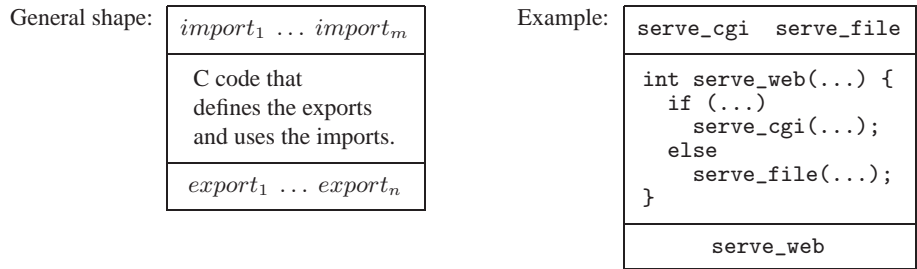 General shape:
import₁ … importₘ
C code that
defines the exports
and uses the imports.
export₁ … exportₙ
Example:
serve_cgi serve_file
int serve_web(...) {
if (...)
serve_cgi(...);
else
serve_file(...);
}
serve_web